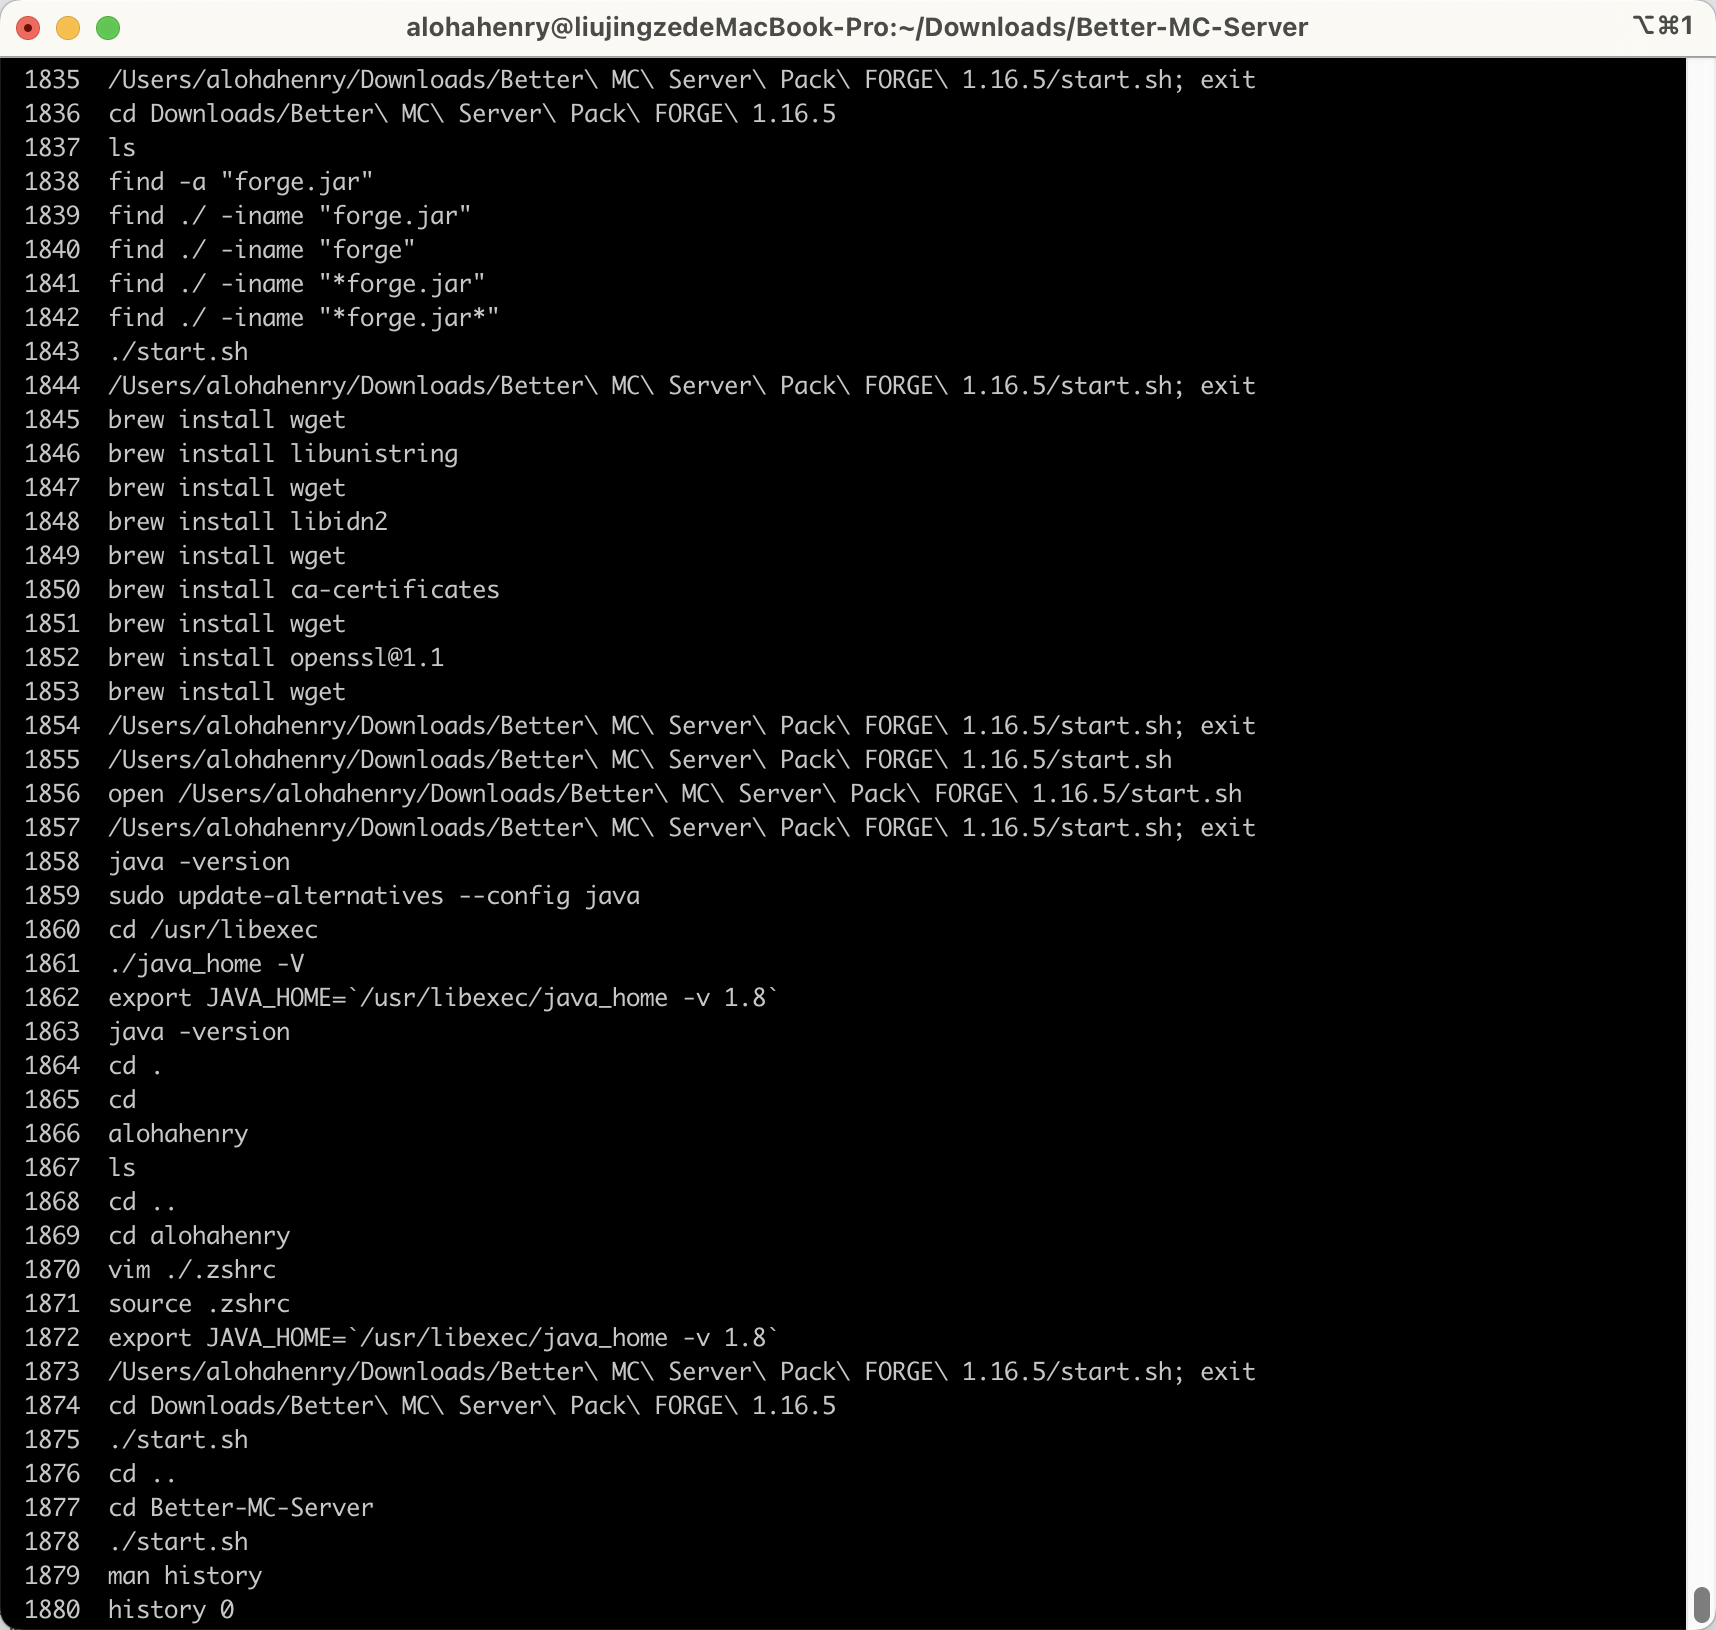 alohahenry@liujingzedeMacBook-Pro:~/Downloads/Better-MC-Server ⌥⌘1
1835 /Users/alohahenry/Downloads/Better\ MC\ Server\ Pack\ FORGE\ 1.16.5/start.sh; exit
1836 cd Downloads/Better\ MC\ Server\ Pack\ FORGE\ 1.16.5
1837 ls
1838 find -a "forge.jar"
1839 find ./ -iname "forge.jar"
1840 find ./ -iname "forge"
1841 find ./ -iname "*forge.jar"
1842 find ./ -iname "*forge.jar*"
1843 ./start.sh
1844 /Users/alohahenry/Downloads/Better\ MC\ Server\ Pack\ FORGE\ 1.16.5/start.sh; exit
1845 brew install wget
1846 brew install libunistring
1847 brew install wget
1848 brew install libidn2
1849 brew install wget
1850 brew install ca-certificates
1851 brew install wget
1852 brew install openssl@1.1
1853 brew install wget
1854 /Users/alohahenry/Downloads/Better\ MC\ Server\ Pack\ FORGE\ 1.16.5/start.sh; exit
1855 /Users/alohahenry/Downloads/Better\ MC\ Server\ Pack\ FORGE\ 1.16.5/start.sh
1856 open /Users/alohahenry/Downloads/Better\ MC\ Server\ Pack\ FORGE\ 1.16.5/start.sh
1857 /Users/alohahenry/Downloads/Better\ MC\ Server\ Pack\ FORGE\ 1.16.5/start.sh; exit
1858 java -version
1859 sudo update-alternatives --config java
1860 cd /usr/libexec
1861 ./java_home -V
1862 export JAVA_HOME=`/usr/libexec/java_home -v 1.8`
1863 java -version
1864 cd .
1865 cd
1866 alohahenry
1867 ls
1868 cd ..
1869 cd alohahenry
1870 vim ./.zshrc
1871 source .zshrc
1872 export JAVA_HOME=`/usr/libexec/java_home -v 1.8`
1873 /Users/alohahenry/Downloads/Better\ MC\ Server\ Pack\ FORGE\ 1.16.5/start.sh; exit
1874 cd Downloads/Better\ MC\ Server\ Pack\ FORGE\ 1.16.5
1875 ./start.sh
1876 cd ..
1877 cd Better-MC-Server
1878 ./start.sh
1879 man history
1880 history 0